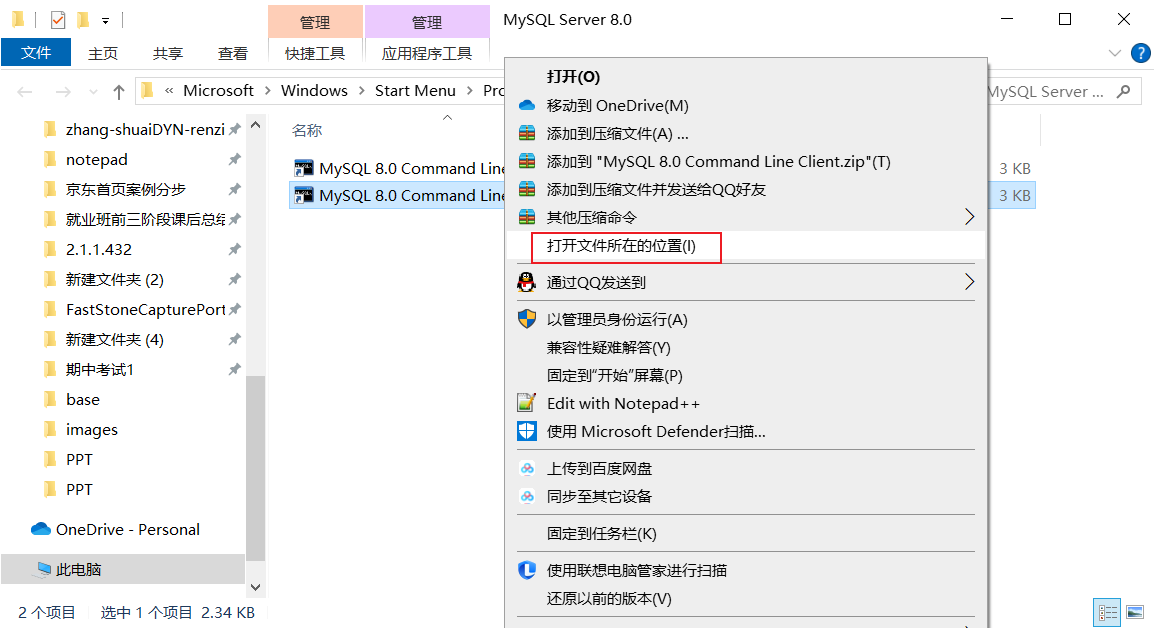 管理
管理
MySQL Server 8.0
文件
主页
共享
查看
快捷工具
应用程序工具
?
« Microsoft > Windows > Start Menu > Pro
MySQL Server ...
zhang-shuaiDYN-renzi
notepad
京东首页案例分步
就业班前三阶段课后总结
2.1.1.432
新建文件夹 (2)
FastStoneCapturePort
新建文件夹 (4)
期中考试1
base
images
PPT
PPT
OneDrive - Personal
此电脑
名称
MySQL 8.0 Command Line
3 KB
MySQL 8.0 Command Line
3 KB
打开(O)
移动到 OneDrive(M)
添加到压缩文件(A) ...
添加到 "MySQL 8.0 Command Line Client.zip"(T)
添加到压缩文件并发送给QQ好友
其他压缩命令
打开文件所在的位置(I)
通过QQ发送到
以管理员身份运行(A)
兼容性疑难解答(Y)
固定到“开始”屏幕(P)
Edit with Notepad++
使用 Microsoft Defender扫描...
上传到百度网盘
同步至其它设备
固定到任务栏(K)
使用联想电脑管家进行扫描
还原以前的版本(V)
2 个项目
选中 1 个项目 2.34 KB